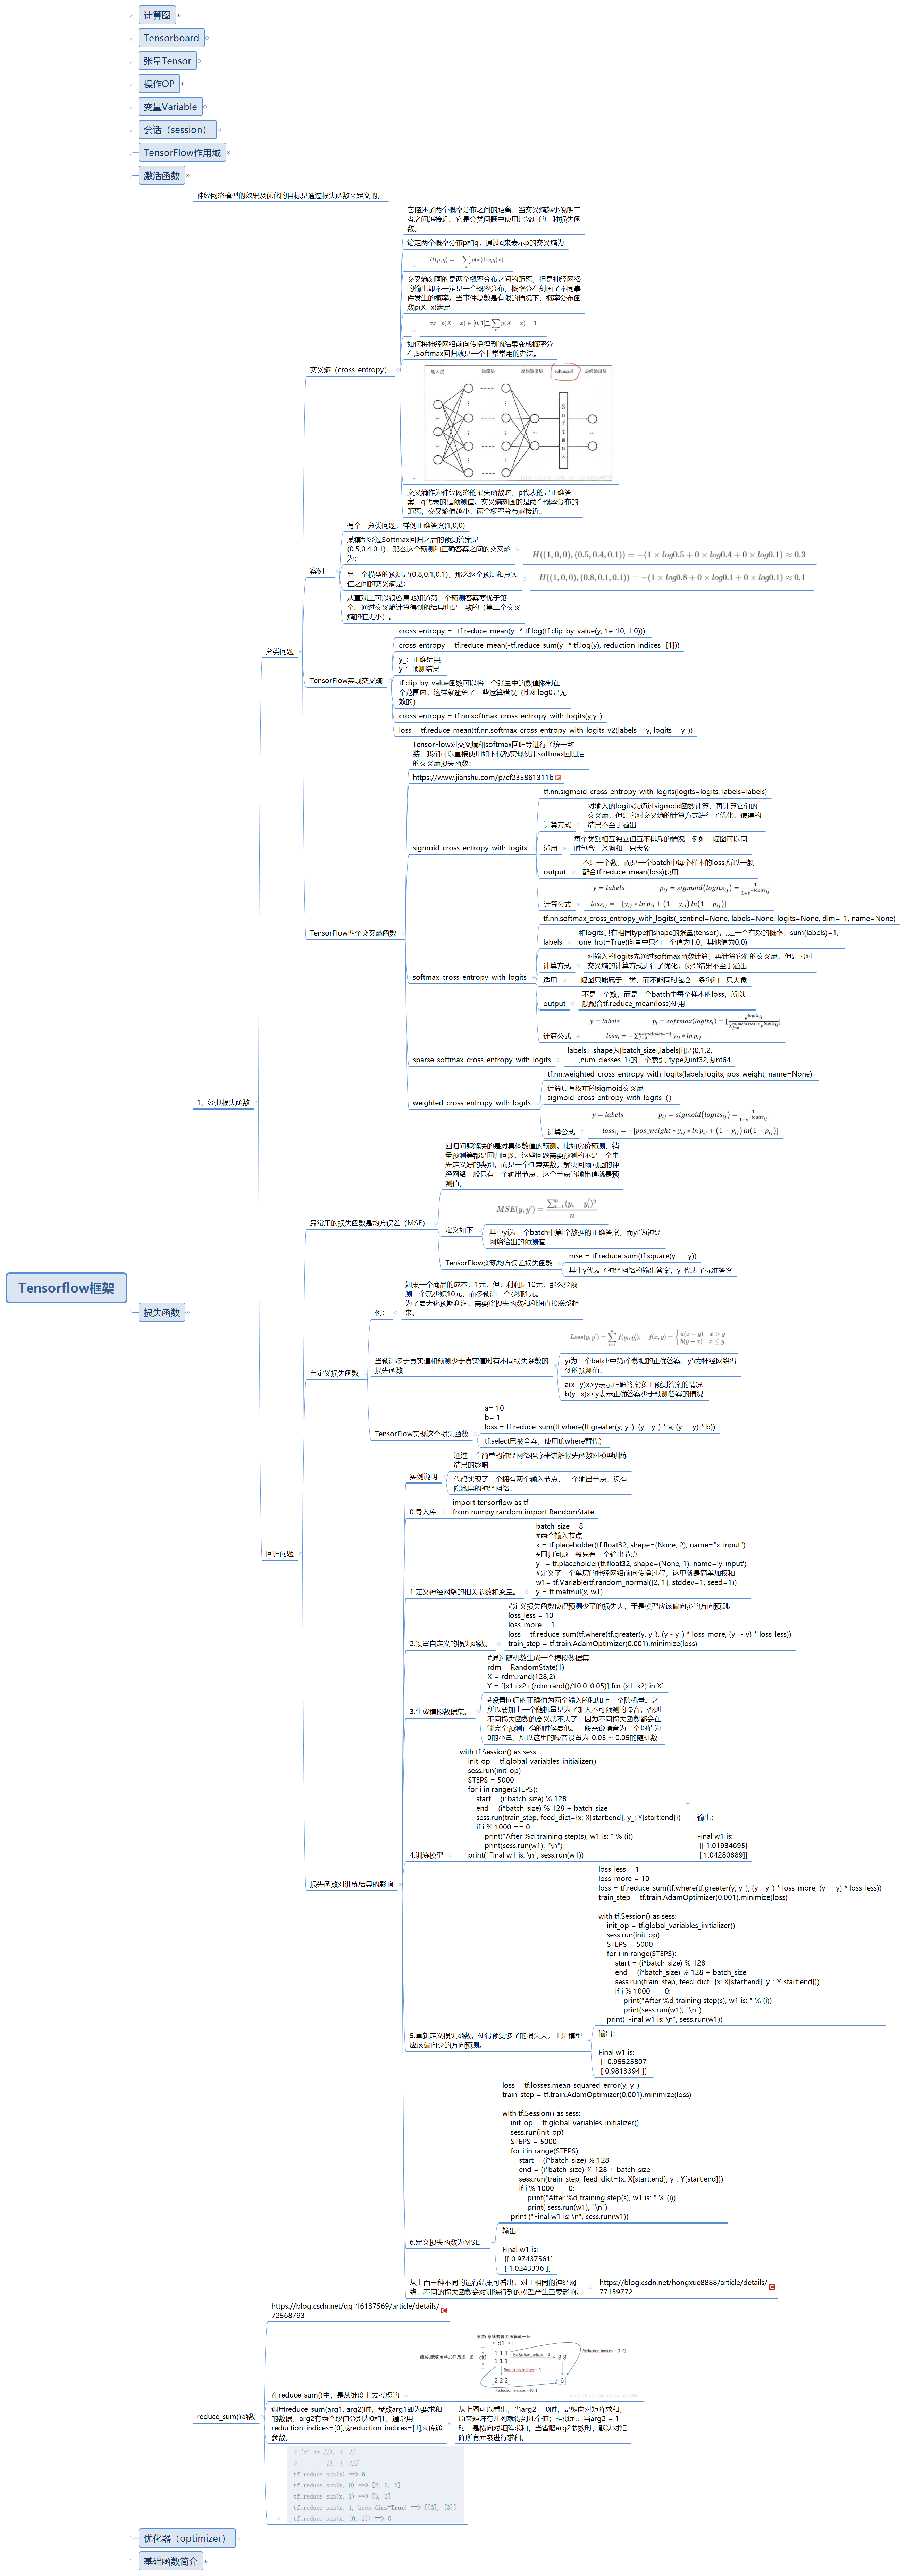 Tensorflow框架
计算图
Tensorboard
张量Tensor
操作OP
变量Variable
会话（session）
TensorFlow作用域
激活函数
损失函数
神经网络模型的效果及优化的目标是通过损失函数来定义的。
1、经典损失函数
分类问题
交叉熵（cross_entropy）
它描述了两个概率分布之间的距离，当交叉熵越小说明二
者之间越接近。它是分类问题中使用比较广的一种损失函
数。
给定两个概率分布p和q，通过q来表示p的交叉熵为
H(p,q) = −∑x p(x) log q(x)
交叉熵刻画的是两个概率分布之间的距离，但是神经网络
的输出却不一定是一个概率分布。概率分布刻画了不同事
件发生的概率。当事件总数是有限的情况下，概率分布函
数p(X=x)满足
∀x p(X = x) ∈ [0,1]且 ∑x p(X = x) = 1
如何将神经网络前向传播得到的结果变成概率分
布,Softmax回归就是一个非常常用的办法。
输入层 隐藏层 原始输出层 softmax层 最终输出层
S
o
f
t
m
a
x
交叉熵作为神经网络的损失函数时，p代表的是正确答
案，q代表的是预测值。交叉熵刻画的是两个概率分布的
距离，交叉熵值越小，两个概率分布越接近。
案例：
有个三分类问题，样例正确答案(1,0,0)
某模型经过Softmax回归之后的预测答案是
(0.5,0.4,0.1)，那么这个预测和正确答案之间的交叉熵
为：
H((1,0,0),(0.5,0.4,0.1)) = −(1 × log0.5 + 0 × log0.4 + 0 × log0.1) ≈ 0.3
另一个模型的预测是(0.8,0.1,0.1)，那么这个预测和真实
值之间的交叉熵是：
H((1,0,0),(0.8,0.1,0.1)) = −(1 × log0.8 + 0 × log0.1 + 0 × log0.1) ≈ 0.1
从直观上可以很容易地知道第二个预测答案要优于第一
个。通过交叉熵计算得到的结果也是一致的（第二个交叉
熵的值更小）。
TensorFlow实现交叉熵
cross_entropy = -tf.reduce_mean(y_ * tf.log(tf.clip_by_value(y, 1e-10, 1.0)))
cross_entropy = tf.reduce_mean(-tf.reduce_sum(y_ * tf.log(y), reduction_indices=[1]))
y_：正确结果
y ：预测结果
tf.clip_by_value函数可以将一个张量中的数值限制在一
个范围内，这样就避免了一些运算错误（比如log0是无
效的）
cross_entropy = tf.nn.softmax_cross_entropy_with_logits(y,y_)
loss = tf.reduce_mean(tf.nn.softmax_cross_entropy_with_logits_v2(labels = y, logits = y_))
TensorFlow四个交叉熵函数
TensorFlow对交叉熵和softmax回归等进行了统一封
装，我们可以直接使用如下代码实现使用softmax回归后
的交叉熵损失函数：
https://www.jianshu.com/p/cf235861311b
sigmoid_cross_entropy_with_logits
tf.nn.sigmoid_cross_entropy_with_logits(logits=logits, labels=labels)
计算方式
对输入的logits先通过sigmoid函数计算，再计算它们的
交叉熵，但是它对交叉熵的计算方式进行了优化，使得的
结果不至于溢出
适用
每个类别相互独立但互不排斥的情况：例如一幅图可以同
时包含一条狗和一只大象
output
不是一个数，而是一个batch中每个样本的loss,所以一般
配合tf.reduce_mean(loss)使用
计算公式
y = labels p_ij = sigmoid(logits_ij) = 1/(1+e^−logits_ij)
loss_ij = −[y_ij * ln p_ij + (1 − y_ij) ln(1 − p_ij)]
softmax_cross_entropy_with_logits
tf.nn.softmax_cross_entropy_with_logits(_sentinel=None, labels=None, logits=None, dim=-1, name=None)
labels
和logits具有相同type和shape的张量(tensor)，,是一个有效的概率，sum(labels)=1,
one_hot=True(向量中只有一个值为1.0，其他值为0.0)
计算方式
对输入的logits先通过softmax函数计算，再计算它们的交叉熵，但是它对
交叉熵的计算方式进行了优化，使得结果不至于溢出
适用
一幅图只能属于一类，而不能同时包含一条狗和一只大象
output
不是一个数，而是一个batch中每个样本的loss，所以一
般配合tf.reduce_mean(loss)使用
计算公式
y = labels p_i = softmax(logits_i) = [e^logits_ij / ∑_{j=0}^{numclasses−1} e^logits_ij]
loss_i = −∑_{j=0}^{numclasses−1} y_ij * ln p_ij
sparse_softmax_cross_entropy_with_logits
labels：shape为[batch_size],labels[i]是{0,1,2,
……,num_classes-1}的一个索引, type为int32或int64
weighted_cross_entropy_with_logits
tf.nn.weighted_cross_entropy_with_logits(labels,logits, pos_weight, name=None)
计算具有权重的sigmoid交叉熵
sigmoid_cross_entropy_with_logits（）
计算公式
y = labels p_ij = sigmoid(logits_ij) = 1/(1+e^−logits_ij)
loss_ij = −[pos_weight * y_ij * ln p_ij + (1 − y_ij) ln(1 − p_ij)]
回归问题
最常用的损失函数是均方误差（MSE）
回归问题解决的是对具体数值的预测。比如房价预测、销
量预测等都是回归问题。这些问题需要预测的不是一个事
先定义好的类别，而是一个任意实数。解决回顾问题的神
经网络一般只有一个输出节点，这个节点的输出值就是预
测值。
定义如下
MSE(y, y′) = ∑_{i=1}^{n} (y_i − y_i′)² / n
其中yi为一个batch中第i个数据的正确答案，而yi'为神经
网络给出的预测值
TensorFlow实现均方误差损失函数
mse = tf.reduce_sum(tf.square(y_ - y))
其中y代表了神经网络的输出答案，y_代表了标准答案
自定义损失函数
例：
如果一个商品的成本是1元，但是利润是10元，那么少预
测一个就少赚10元，而多预测一个少赚1元。
为了最大化预期利润，需要将损失函数和利润直接联系起
来。
当预测多于真实值和预测少于真实值时有不同损失系数的
损失函数
Loss(y, y′) = ∑_{i=1}^{n} f(y_i, y_i′), f(x, y) = { a(x − y) x > y
b(y − x) x ≤ y
yi为一个batch中第i个数据的正确答案，y'i为神经网络得
到的预测值。
a(x−y)x>y表示正确答案多于预测答案的情况
b(y−x)x≤y表示正确答案少于预测答案的情况
TensorFlow实现这个损失函数
a= 10
b= 1
loss = tf.reduce_sum(tf.where(tf.greater(y, y_), (y - y_) * a, (y_ - y) * b))
tf.select已被舍弃，使用tf.where替代)
损失函数对训练结果的影响
实例说明
通过一个简单的神经网络程序来讲解损失函数对模型训练
结果的影响
代码实现了一个拥有两个输入节点，一个输出节点，没有
隐藏层的神经网络。
0.导入库
import tensorflow as tf
from numpy.random import RandomState
1.定义神经网络的相关参数和变量。
batch_size = 8
#两个输入节点
x = tf.placeholder(tf.float32, shape=(None, 2), name="x-input")
#回归问题一般只有一个输出节点
y_ = tf.placeholder(tf.float32, shape=(None, 1), name='y-input')
#定义了一个单层的神经网络前向传播过程，这里就是简单加权和
w1= tf.Variable(tf.random_normal([2, 1], stddev=1, seed=1))
y = tf.matmul(x, w1)
2.设置自定义的损失函数。
#定义损失函数使得预测少了的损失大，于是模型应该偏向多的方向预测。
loss_less = 10
loss_more = 1
loss = tf.reduce_sum(tf.where(tf.greater(y, y_), (y - y_) * loss_more, (y_ - y) * loss_less))
train_step = tf.train.AdamOptimizer(0.001).minimize(loss)
3.生成模拟数据集。
#通过随机数生成一个模拟数据集
rdm = RandomState(1)
X = rdm.rand(128,2)
Y = [[x1+x2+(rdm.rand()/10.0-0.05)] for (x1, x2) in X]
#设置回归的正确值为两个输入的和加上一个随机量。之
所以要加上一个随机量是为了加入不可预测的噪音，否则
不同损失函数的意义就不大了，因为不同损失函数都会在
能完全预测正确的时候最低。一般来说噪音为一个均值为
0的小量，所以这里的噪音设置为-0.05 ~ 0.05的随机数
4.训练模型
with tf.Session() as sess:
init_op = tf.global_variables_initializer()
sess.run(init_op)
STEPS = 5000
for i in range(STEPS):
start = (i*batch_size) % 128
end = (i*batch_size) % 128 + batch_size
sess.run(train_step, feed_dict={x: X[start:end], y_: Y[start:end]})
if i % 1000 == 0:
print("After %d training step(s), w1 is: " % (i))
print(sess.run(w1), "\n")
print("Final w1 is: \n", sess.run(w1))
输出：
Final w1 is:
[[ 1.01934695]
[ 1.04280889]]
5.重新定义损失函数，使得预测多了的损失大，于是模型
应该偏向少的方向预测。
loss_less = 1
loss_more = 10
loss = tf.reduce_sum(tf.where(tf.greater(y, y_), (y - y_) * loss_more, (y_ - y) * loss_less))
train_step = tf.train.AdamOptimizer(0.001).minimize(loss)
with tf.Session() as sess:
init_op = tf.global_variables_initializer()
sess.run(init_op)
STEPS = 5000
for i in range(STEPS):
start = (i*batch_size) % 128
end = (i*batch_size) % 128 + batch_size
sess.run(train_step, feed_dict={x: X[start:end], y_: Y[start:end]})
if i % 1000 == 0:
print("After %d training step(s), w1 is: " % (i))
print(sess.run(w1), "\n")
print("Final w1 is: \n", sess.run(w1))
输出：
Final w1 is:
[[ 0.95525807]
[ 0.9813394 ]]
6.定义损失函数为MSE。
loss = tf.losses.mean_squared_error(y, y_)
train_step = tf.train.AdamOptimizer(0.001).minimize(loss)
with tf.Session() as sess:
init_op = tf.global_variables_initializer()
sess.run(init_op)
STEPS = 5000
for i in range(STEPS):
start = (i*batch_size) % 128
end = (i*batch_size) % 128 + batch_size
sess.run(train_step, feed_dict={x: X[start:end], y_: Y[start:end]})
if i % 1000 == 0:
print("After %d training step(s), w1 is: " % (i))
print( sess.run(w1), "\n")
print ("Final w1 is: \n", sess.run(w1))
输出：
Final w1 is:
[[ 0.97437561]
[ 1.0243336 ]]
从上面三种不同的运行结果可看出，对于相同的神经网
络，不同的损失函数会对训练得到的模型产生重要影响。
https://blog.csdn.net/hongxue8888/article/details/
77159772
reduce_sum()函数
https://blog.csdn.net/qq_16137569/article/details/
72568793
在reduce_sum()中，是从维度上去考虑的
d1
d0
1 1 1
1 1 1
Reduction_indices = 1
3 3
Reduction_indices = 0
2 2 2
6
调用reduce_sum(arg1, arg2)时，参数arg1即为要求和
的数据，arg2有两个取值分别为0和1，通常用
reduction_indices=[0]或reduction_indices=[1]来传递
参数。
从上图可以看出，当arg2 = 0时，是纵向对矩阵求和，
原来矩阵有几列就得到几个值；相似地，当arg2 = 1
时，是横向对矩阵求和；当省略arg2参数时，默认对矩
阵所有元素进行求和。
# 'x' is [[1, 1, 1]
# [1, 1, 1]]
tf.reduce_sum(x) ==> 6
tf.reduce_sum(x, 0) ==> [2, 2, 2]
tf.reduce_sum(x, 1) ==> [3, 3]
tf.reduce_sum(x, 1, keep_dims=True) ==> [[3], [3]]
tf.reduce_sum(x, [0, 1]) ==> 6
优化器（optimizer）
基础函数简介